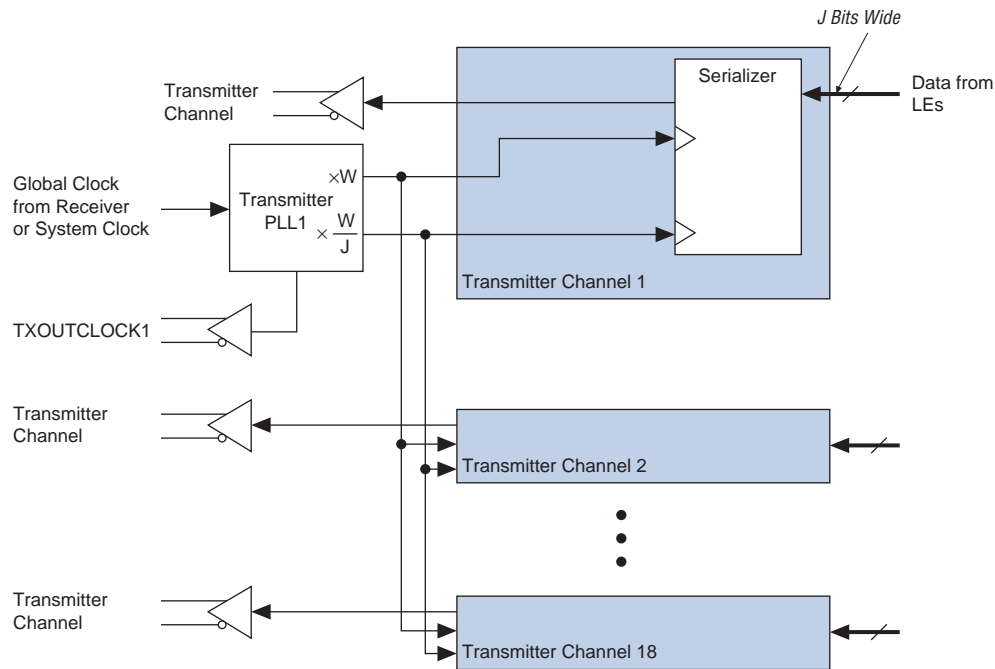 J Bits Wide
Serializer
Data from
LEs
Transmitter
Channel
Global Clock
from Receiver
or System Clock
×W
Transmitter
PLL1
× W
J
Transmitter Channel 1
TXOUTCLOCK1
Transmitter
Channel
Transmitter Channel 2
Transmitter
Channel
Transmitter Channel 18